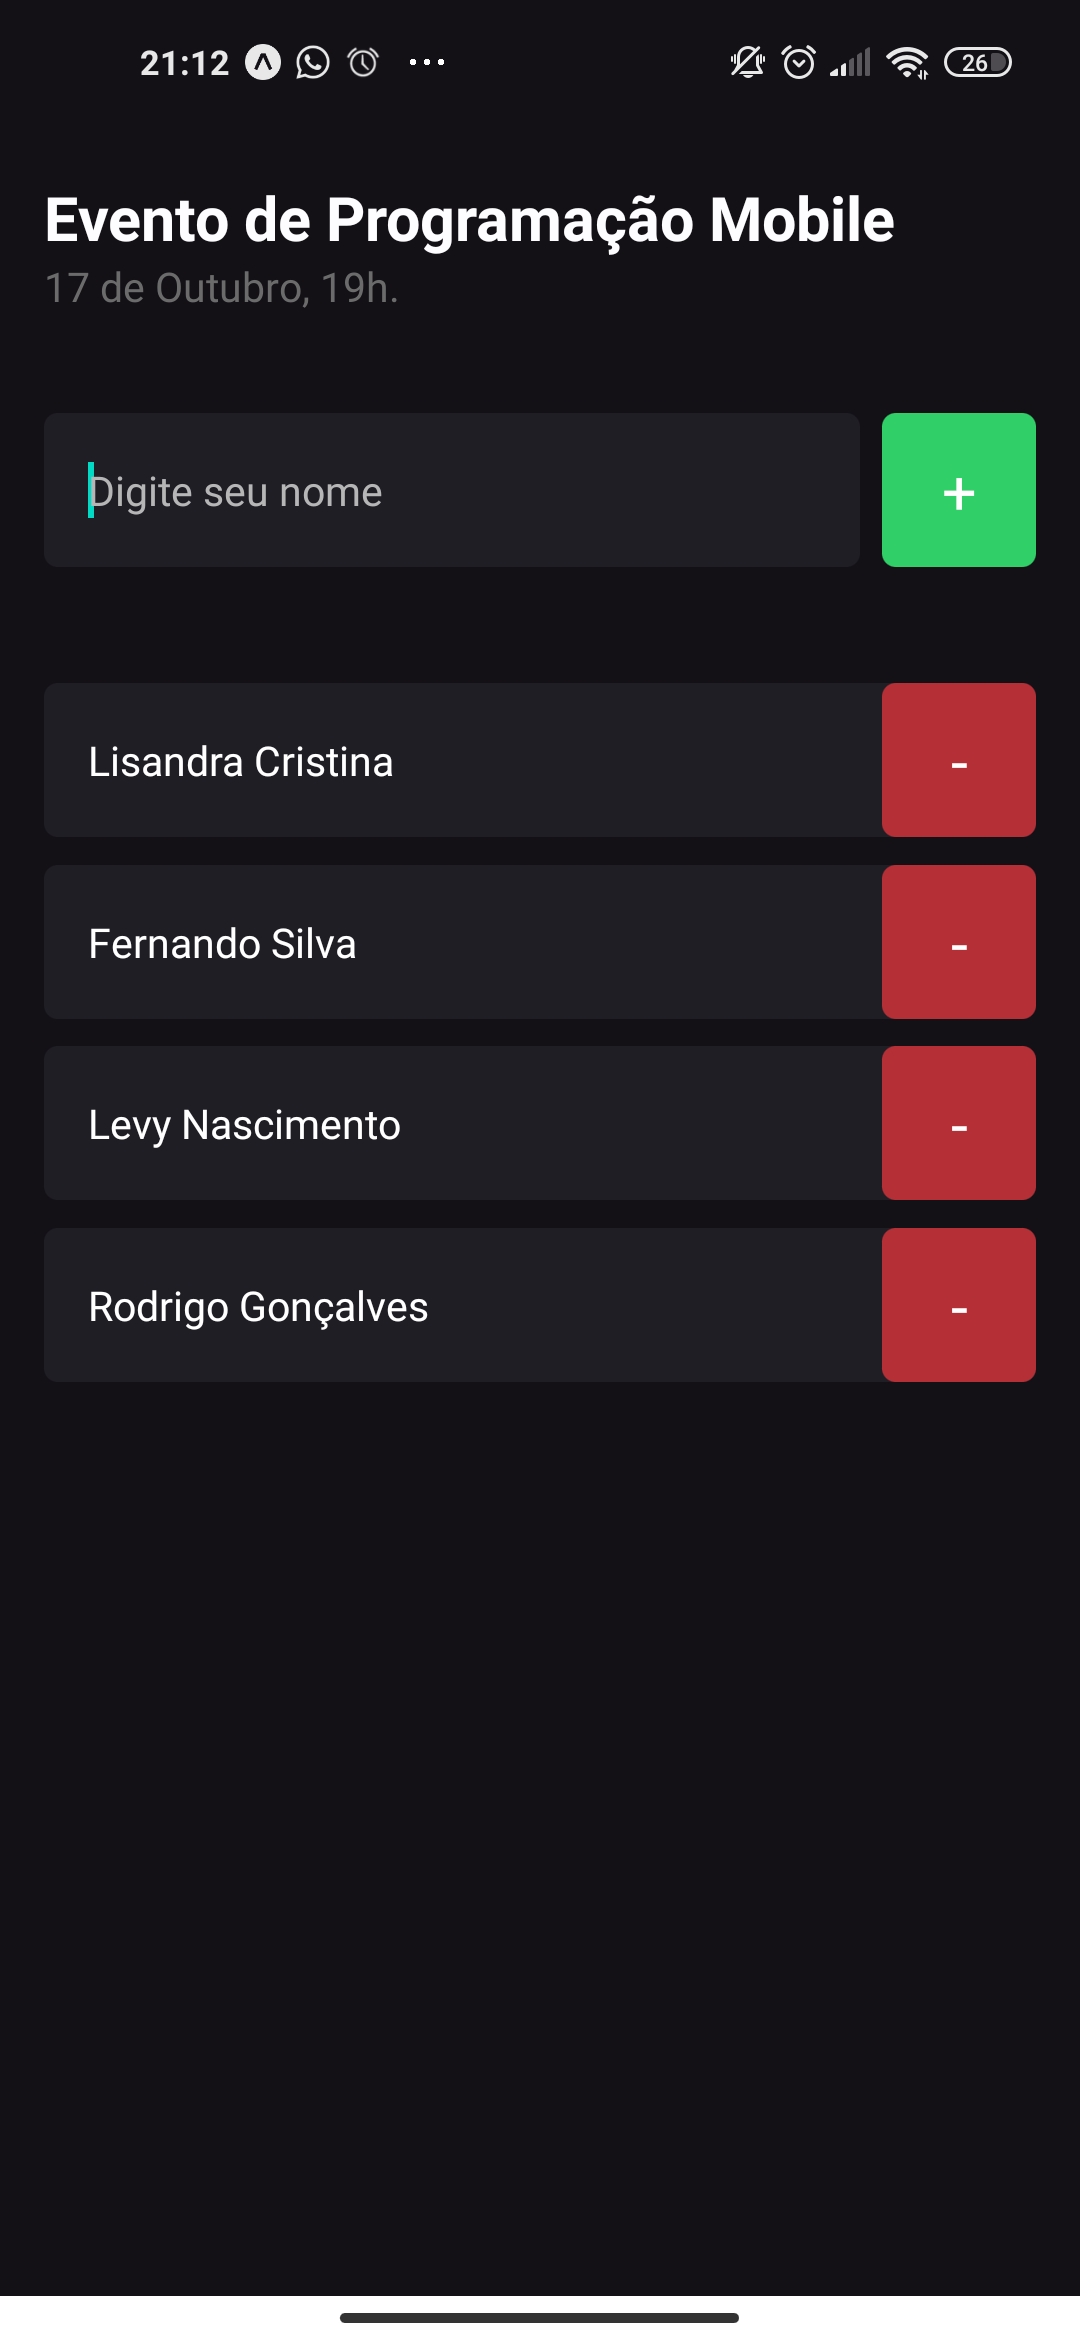 21:12
26
Evento de Programação Mobile
17 de Outubro, 19h.
Digite seu nome
+
Lisandra Cristina
-
Fernando Silva
-
Levy Nascimento
-
Rodrigo Gonçalves
-